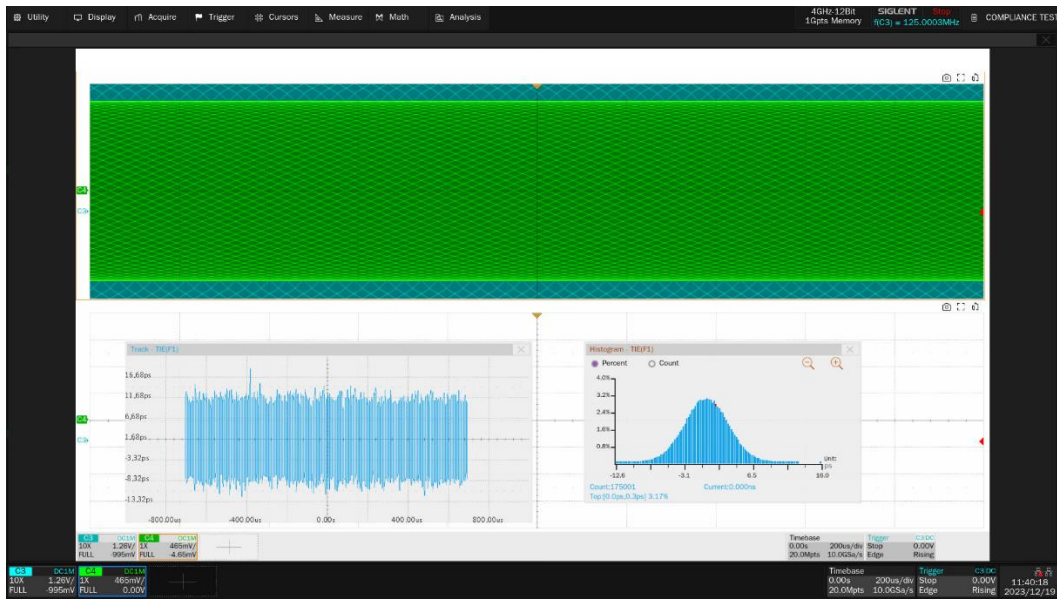 Utility Display Acquire Trigger Cursors Measure Math Analysis
4GHz-12Bit
1Gpts Memory
SIGLENT Stop
f(C3) = 125.0003MHz
COMPLIANCE TEST
C4
C3
Track - TIE(F1)
16.68ps
11.68ps
6.68ps
1.68ps
-3.32ps
-8.32ps
-13.32ps
-800.00us -400.00us 0.00s 400.00us 800.00us
Histogram - TIE(F1)
Percent Count
4.0%
3.2%
2.4%
1.6%
0.8%
Unit:
ps
-12.6 -3.1 6.5 16.0
Count:175001 Current:0.000ns
Top [0.0ps,0.3ps] 3.17%
C4
C3
C3 DC1M C4 DC1M
10X 1.26V/ 1X 465mV/
FULL -995mV FULL -4.65mV
Timebase Trigger C3 DC
0.00s 200us/div Stop 0.00V
20.0Mpts 10.0GSa/s Edge Rising
C3 DC1M C4 DC1M
10X 1.26V/ 1X 465mV/
FULL -995mV FULL 0.00V
Timebase Trigger C3 DC
0.00s 200us/div Stop 0.00V
20.0Mpts 10.0GSa/s Edge Rising
11:40:18
2023/12/19